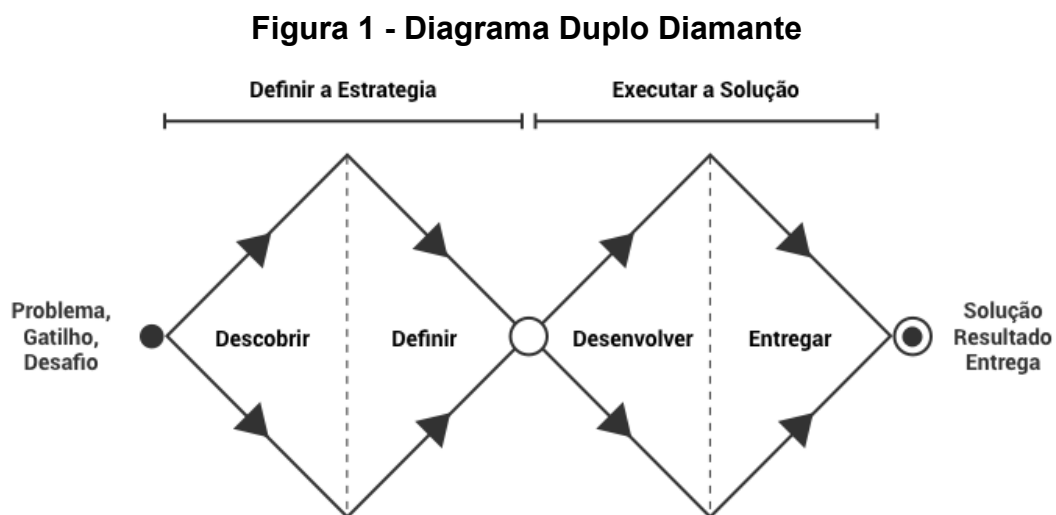 Figura 1 - Diagrama Duplo Diamante
Definir a Estrategia
Executar a Solução
Problema,
Gatilho,
Desafio
Descobrir
Definir
Desenvolver
Entregar
Solução
Resultado
Entrega